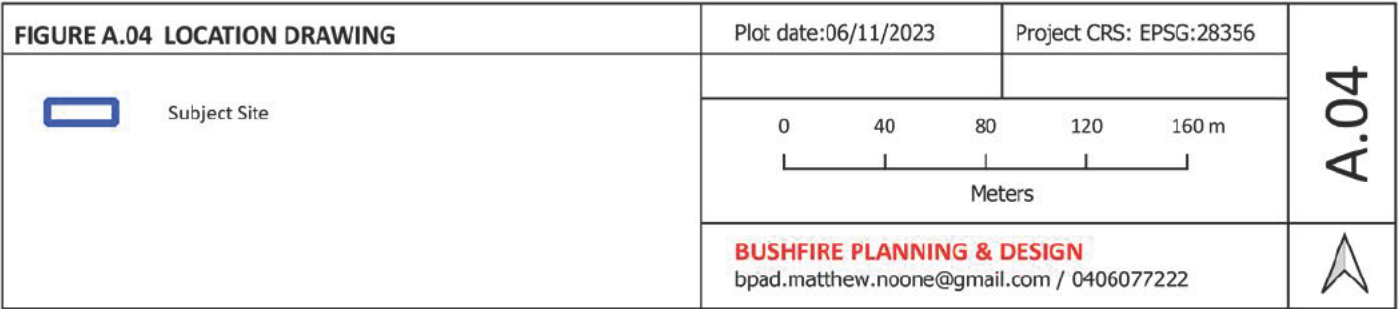 FIGURE A.04 LOCATION DRAWING
Subject Site
Plot date:06/11/2023
Project CRS: EPSG:28356
0 40 80 120 160 m
Meters
BUSHFIRE PLANNING & DESIGN
bpad.matthew.noone@gmail.com / 0406077222
A.04